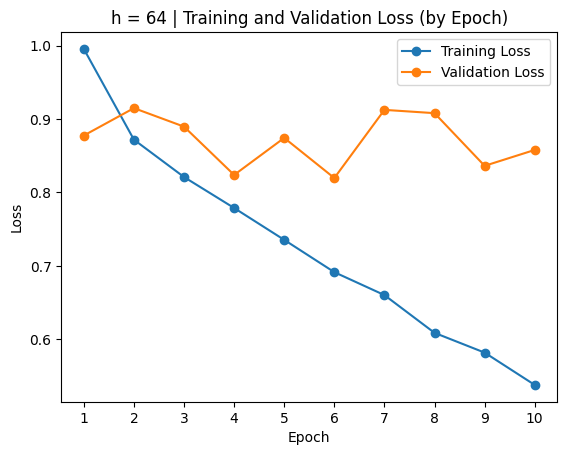 h = 64 | Training and Validation Loss (by Epoch)
Training Loss
Validation Loss
1.0
0.9
0.8
0.7
0.6
Loss
1 2 3 4 5 6 7 8 9 10
Epoch